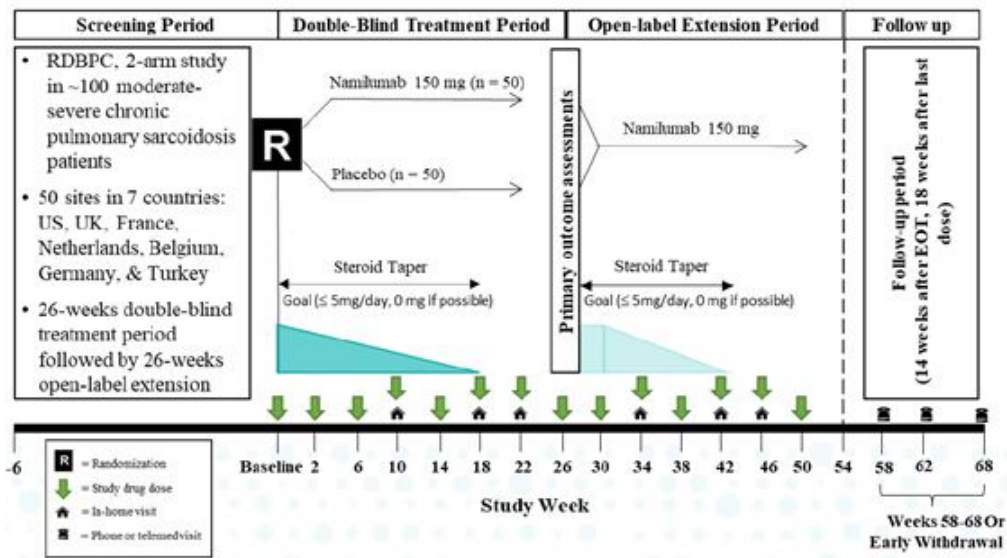 Screening Period
Double-Blind Treatment Period
Open-label Extension Period
Follow up
• RDBPC, 2-arm study
in ~100 moderate-
severe chronic
pulmonary sarcoidosis
patients
• 50 sites in 7 countries:
US, UK, France,
Netherlands, Belgium,
Germany, & Turkey
• 26-weeks double-blind
treatment period
followed by 26-weeks
open-label extension
R
Namilumab 150 mg (n = 50)
Placebo (n = 50)
Steroid Taper
Goal (≤ 5mg/day, 0 mg if possible)
Primary outcome assessments
Namilumab 150 mg
Steroid Taper
Goal (≤ 5mg/day, 0 mg if possible)
Follow-up period
(14 weeks after EOT, 18 weeks after last
dose)
-6 Baseline 2 6 10 14 18 22 26 30 34 38 42 46 50 54 58 62 68
Study Week
R = Randomization
= Study drug dose
= In-home visit
= Phone or telemed visit
Weeks 58-68 Or
Early Withdrawal